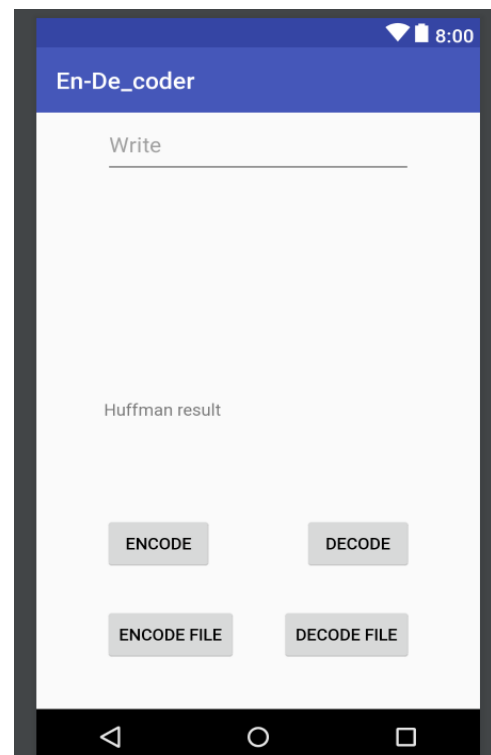 8:00
En-De_coder
Write
Huffman result
ENCODE DECODE
ENCODE FILE DECODE FILE